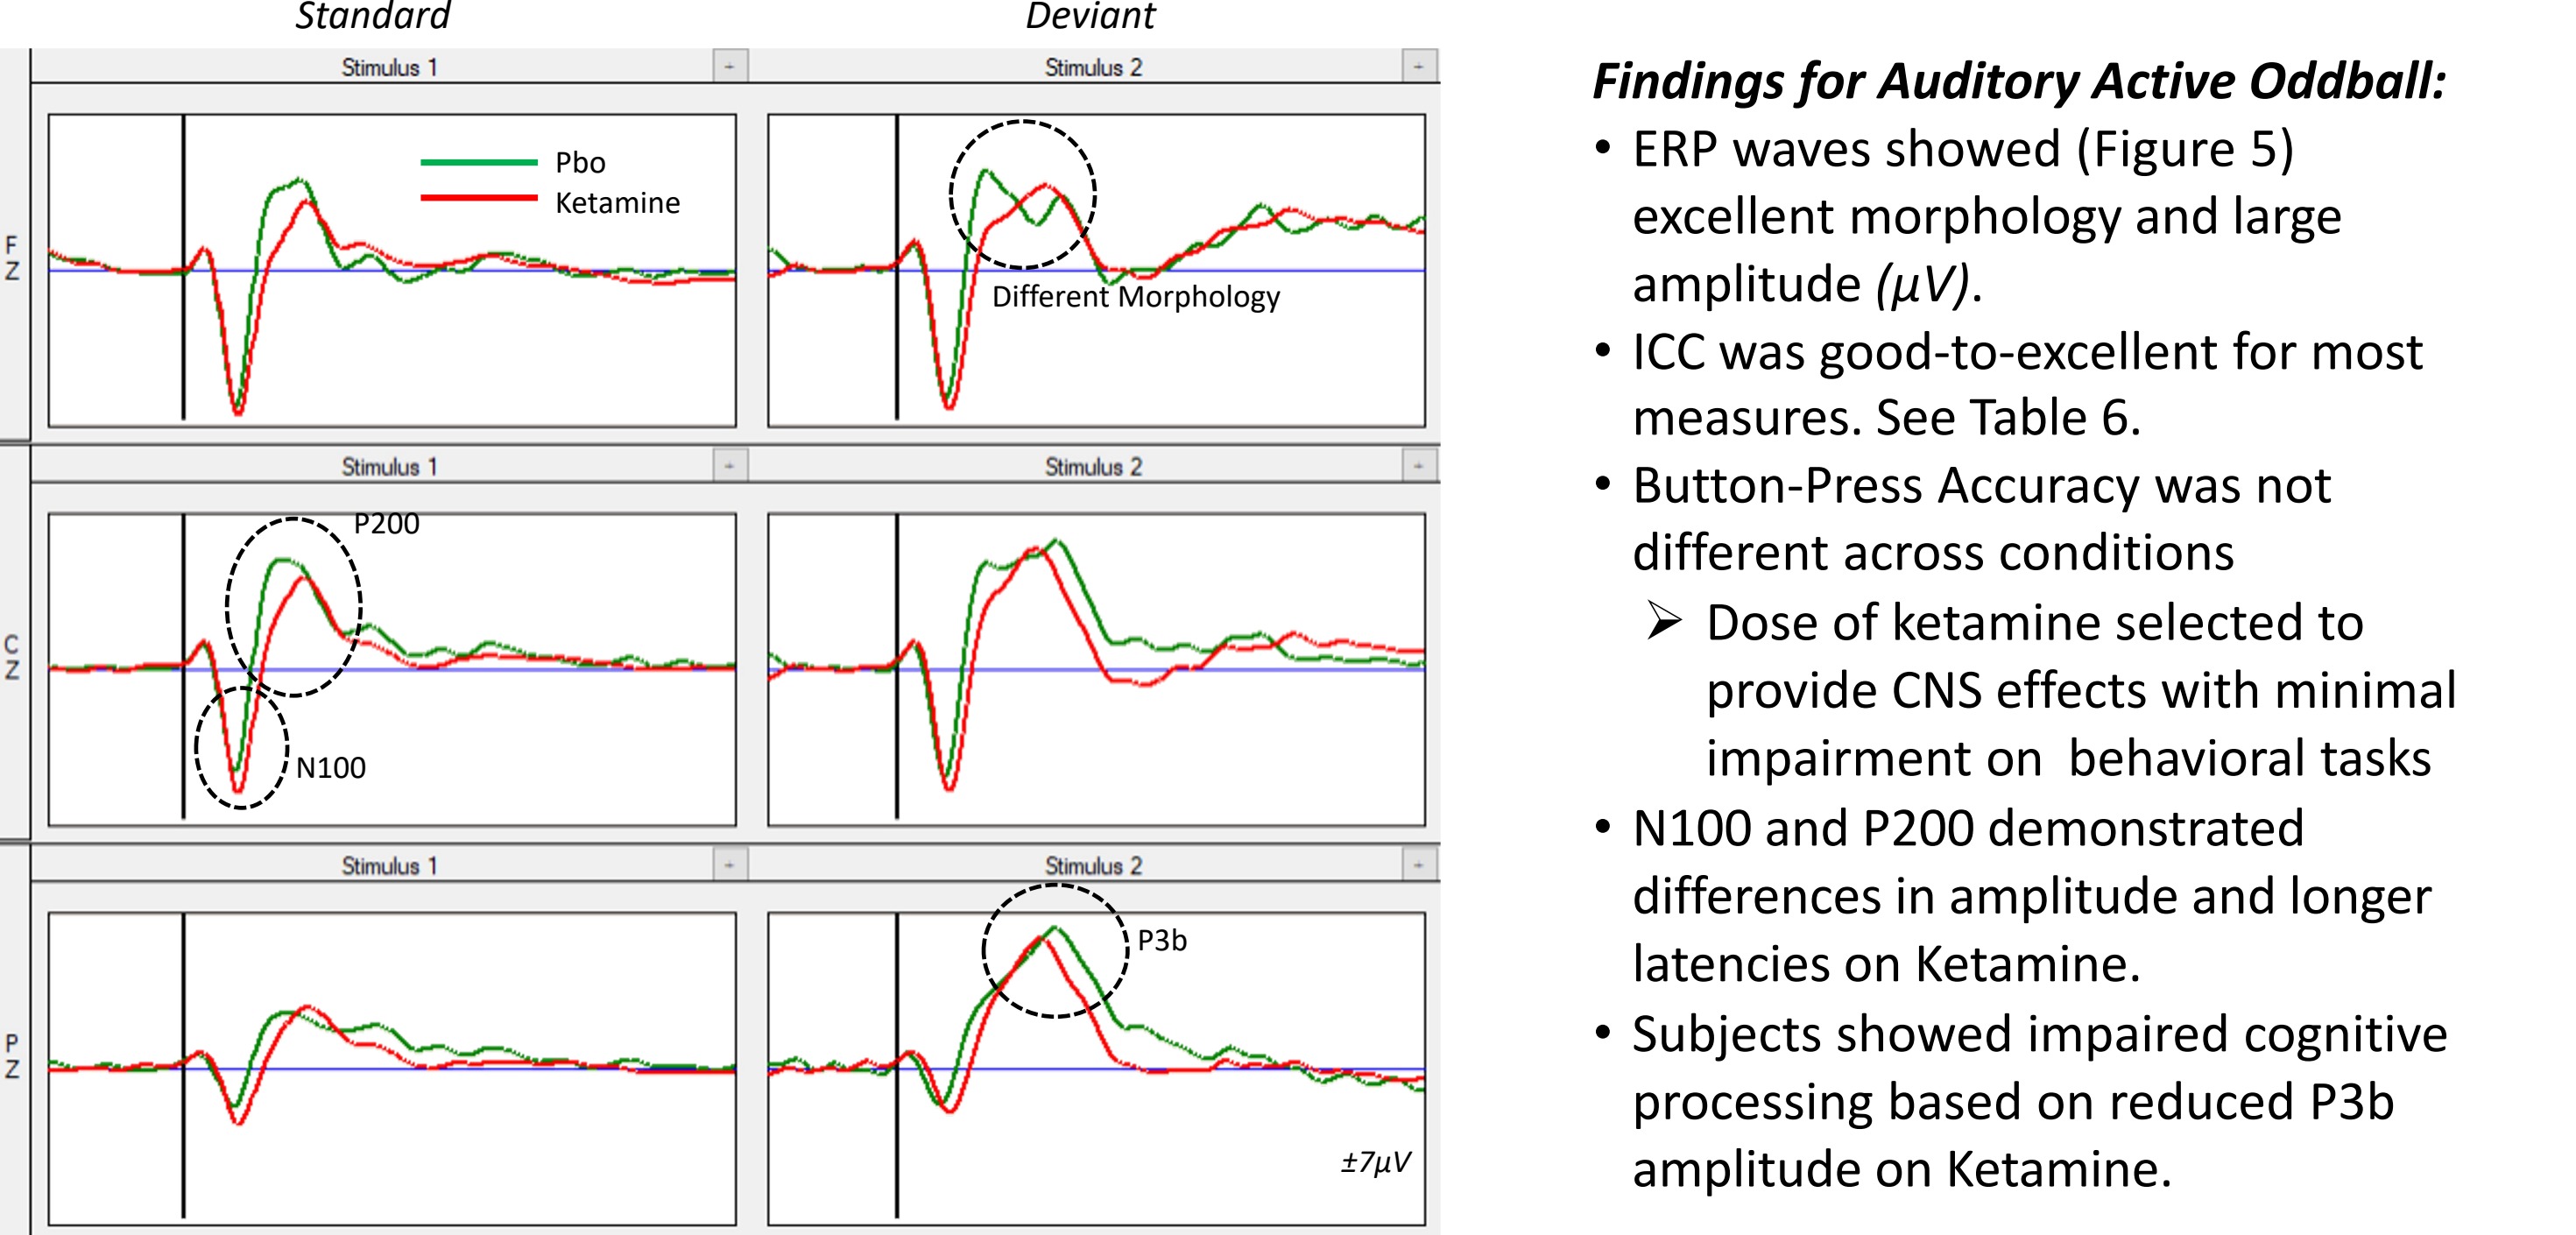 Standard
Deviant
Stimulus 1
Stimulus 2
F
Z
Pbo
Ketamine
Different Morphology
Stimulus 1
Stimulus 2
C
Z
P200
N100
Stimulus 1
Stimulus 2
P
Z
P3b
±7µV
Findings for Auditory Active Oddball:
• ERP waves showed (Figure 5)
excellent morphology and large
amplitude (µV).
• ICC was good-to-excellent for most
measures. See Table 6.
• Button-Press Accuracy was not
different across conditions
➢ Dose of ketamine selected to
provide CNS effects with minimal
impairment on  behavioral tasks
• N100 and P200 demonstrated
differences in amplitude and longer
latencies on Ketamine.
• Subjects showed impaired cognitive
processing based on reduced P3b
amplitude on Ketamine.